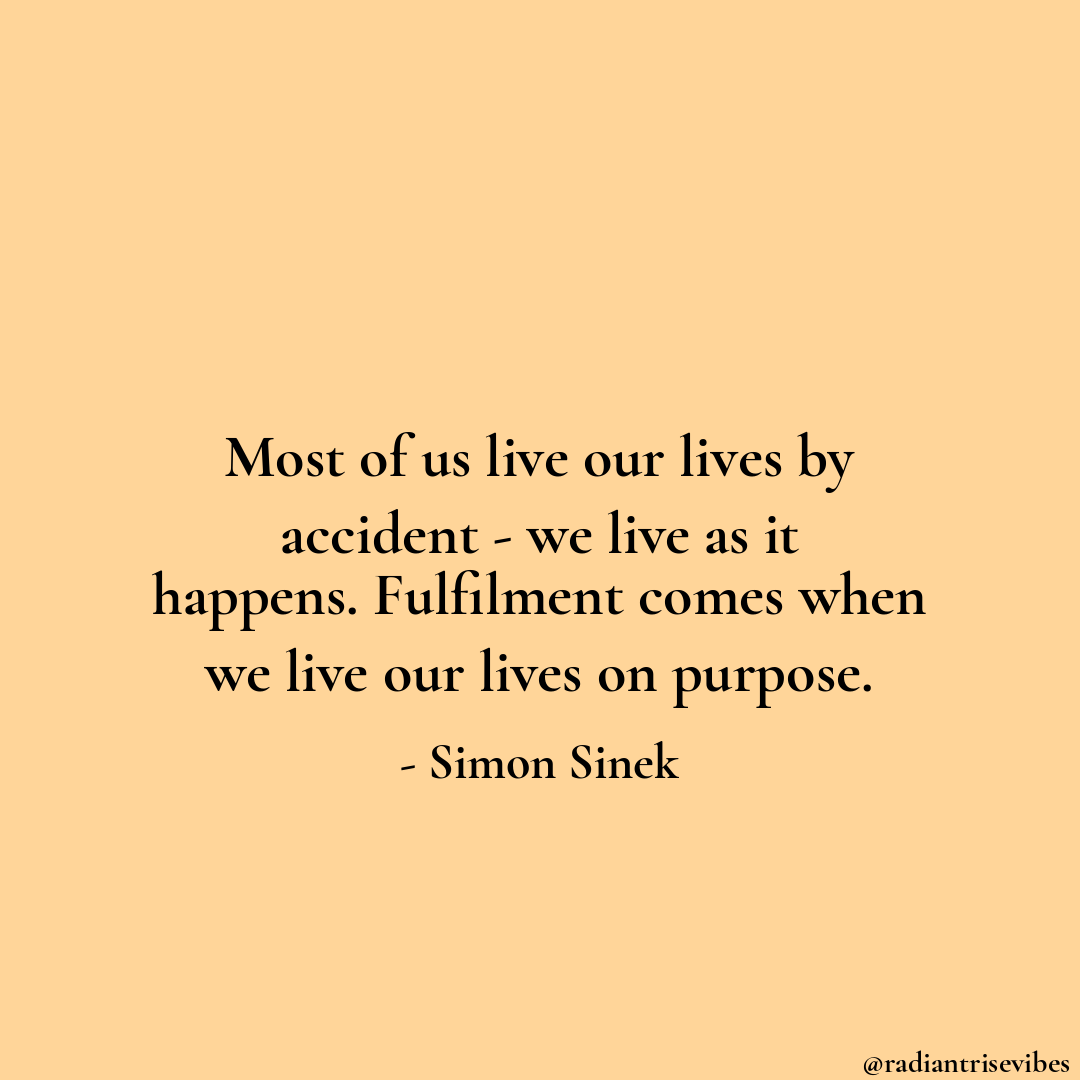 Most of us live our lives by
accident - we live as it
happens. Fulfilment comes when
we live our lives on purpose.
- Simon Sinek
@radiantrisevibes